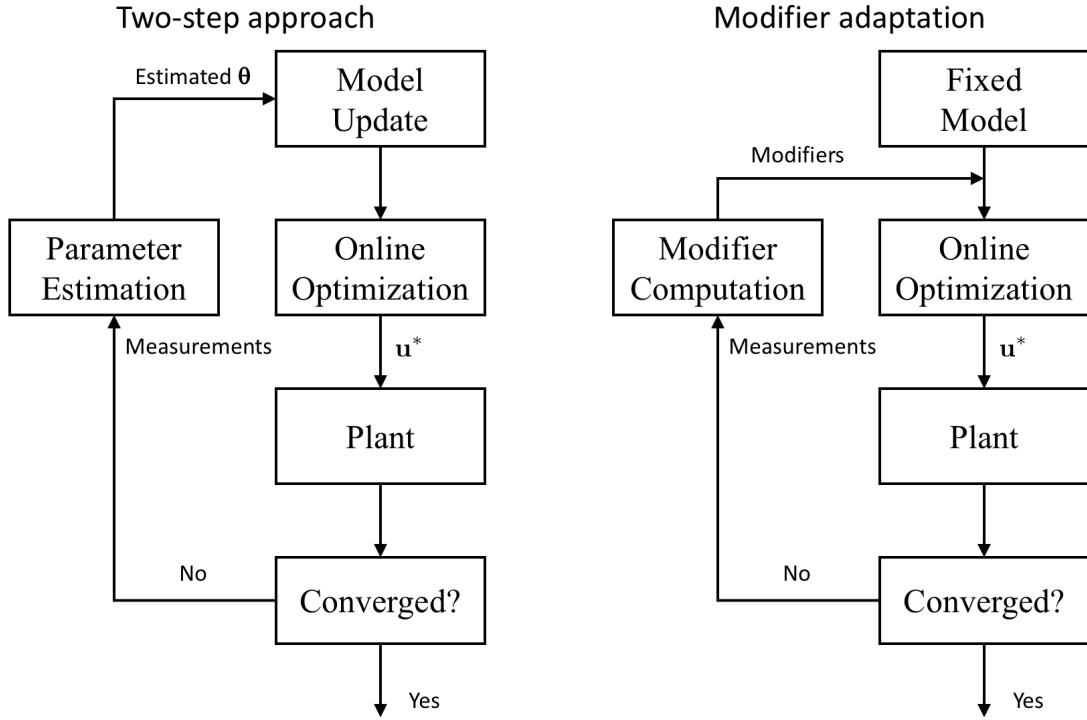 Two-step approach
Estimated θ
Model
Update
Parameter
Estimation
Online
Optimization
Measurements
u*
Plant
No
Converged?
Yes
Modifier adaptation
Fixed
Model
Modifiers
Modifier
Computation
Online
Optimization
Measurements
u*
Plant
No
Converged?
Yes